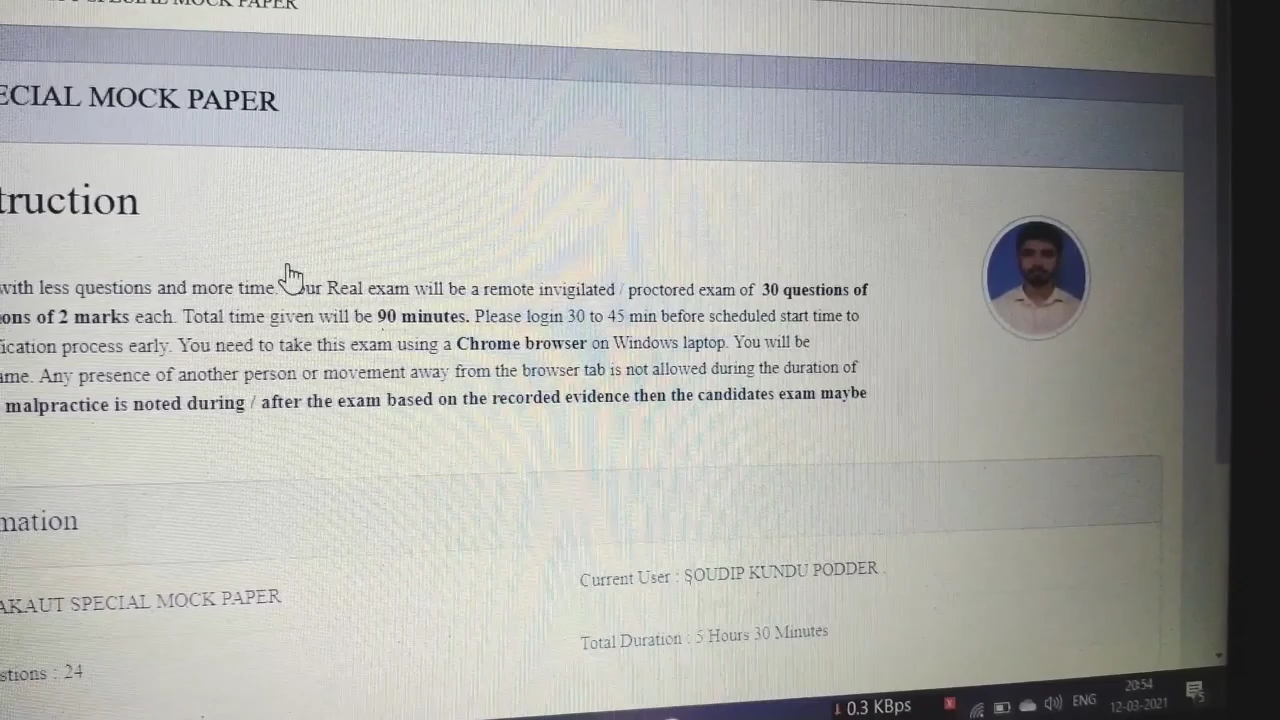 SPECIAL MOCK PAPER
ECIAL MOCK PAPER
truction
with less questions and more time. Our Real exam will be a remote invigilated / proctored exam of 30 questions of
ons of 2 marks each. Total time given will be 90 minutes. Please login 30 to 45 min before scheduled start time to
ication process early. You need to take this exam using a Chrome browser on Windows laptop. You will be
ame. Any presence of another person or movement away from the browser tab is not allowed during the duration of
malpractice is noted during / after the exam based on the recorded evidence then the candidates exam maybe
mation
Current User : SOUDIP KUNDU PODDER
AKAUT SPECIAL MOCK PAPER
Total Duration : 5 Hours 30 Minutes
stions : 24
0.3 KBps
ENG
20:54
12-03-2021
5